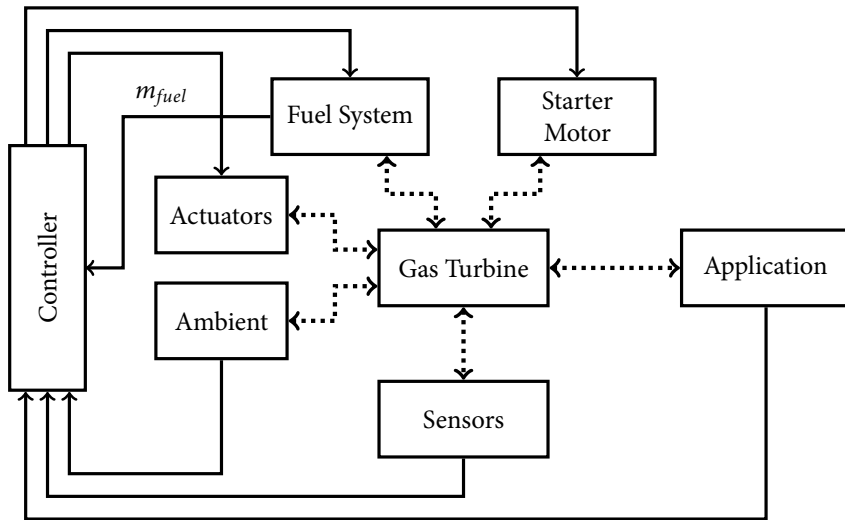 m_fuel
Fuel System
Starter
Motor
Actuators
Controller
Gas Turbine
Application
Ambient
Sensors